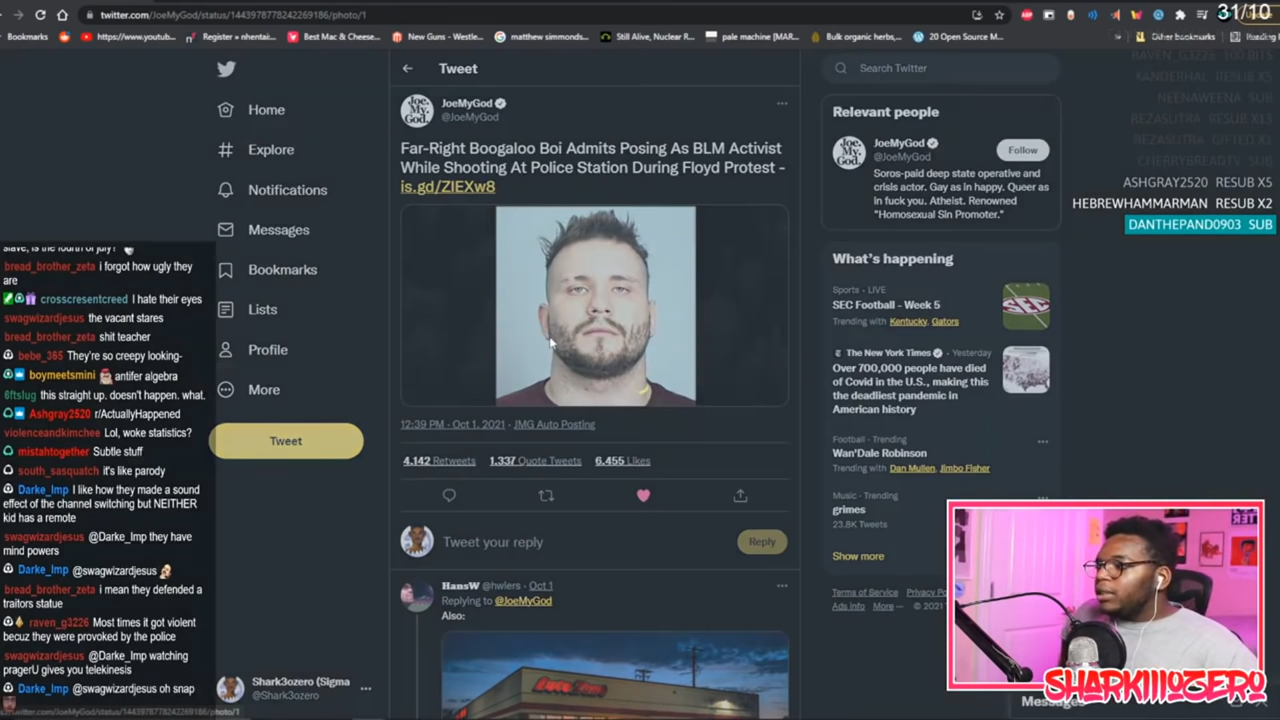 twitter.com/JoeMyGod/status/1443978778242269186/photo/1
31/10
Bookmarks
https://www.youtub...
Register » nhentai...
Best Mac & Cheese...
New Guns - Westle...
matthew simmonds...
Still Alive, Nuclear R...
pale machine [MAR...
Bulk organic herbs,...
20 Open Source M...
Other bookmarks
Reading
Home
Explore
Notifications
Messages
Bookmarks
Lists
Profile
More
Tweet
Shark3ozero (Sigma
@Shark3ozero
Tweet
JoeMyGod
@JoeMyGod
Far-Right Boogaloo Boi Admits Posing As BLM Activist
While Shooting At Police Station During Floyd Protest -
is.gd/ZIEXw8
12:39 PM · Oct 1, 2021 · JMG Auto Posting
4,142 Retweets 1,337 Quote Tweets 6,455 Likes
Tweet your reply
Reply
HansW @hwlers · Oct 1
Replying to @JoeMyGod
Also:
Search Twitter
Relevant people
JoeMyGod
@JoeMyGod
Follow
Soros-paid deep state operative and
crisis actor. Gay as in happy. Queer as
in fuck you. Atheist. Renowned
"Homosexual Sin Promoter."
What's happening
Sports · LIVE
SEC Football - Week 5
Trending with Kentucky, Gators
The New York Times · Yesterday
Over 700,000 people have died
of Covid in the U.S., making this
the deadliest pandemic in
American history
Football · Trending
Wan'Dale Robinson
Trending with Dan Mullen, Jimbo Fisher
Music · Trending
grimes
23.8K Tweets
Show more
Terms of Service Privacy Po
Ads info More ··· © 2021
Messages
RAVEN_G3226 100 BITS
KANDERHAL RESUB X5
NEENAWEENA SUB
REZASUTRA RESUB X13
REZASUTRA GIFTED X1
CHERRYBREADTV SUB
ASHGRAY2520 RESUB X5
HEBREWHAMMARMAN RESUB X2
DANTHEPAND0903 SUB
slave, is the fourth of july?
bread_brother_zeta i forgot how ugly they
are
crosscresentcreed I hate their eyes
swagwizardjesus the vacant stares
bread_brother_zeta shit teacher
bebe_365 They're so creepy looking-
boymeetsmini antifer algebra
6ftslug this straight up. doesn't happen. what.
Ashgray2520 r/ActuallyHappened
violenceandkimchee Lol, woke statistics?
mistahtogether Subtle stuff
south_sasquatch it's like parody
Darke_Imp I like how they made a sound
effect of the channel switching but NEITHER
kid has a remote
swagwizardjesus @Darke_Imp they have
mind powers
Darke_Imp @swagwizardjesus
bread_brother_zeta i mean they defended a
traitors statue
raven_g3226 Most times it got violent
becuz they were provoked by the police
swagwizardjesus @Darke_Imp watching
pragerU gives you telekinesis
Darke_Imp @swagwizardjesus oh snap
SHARKIIIOZERO